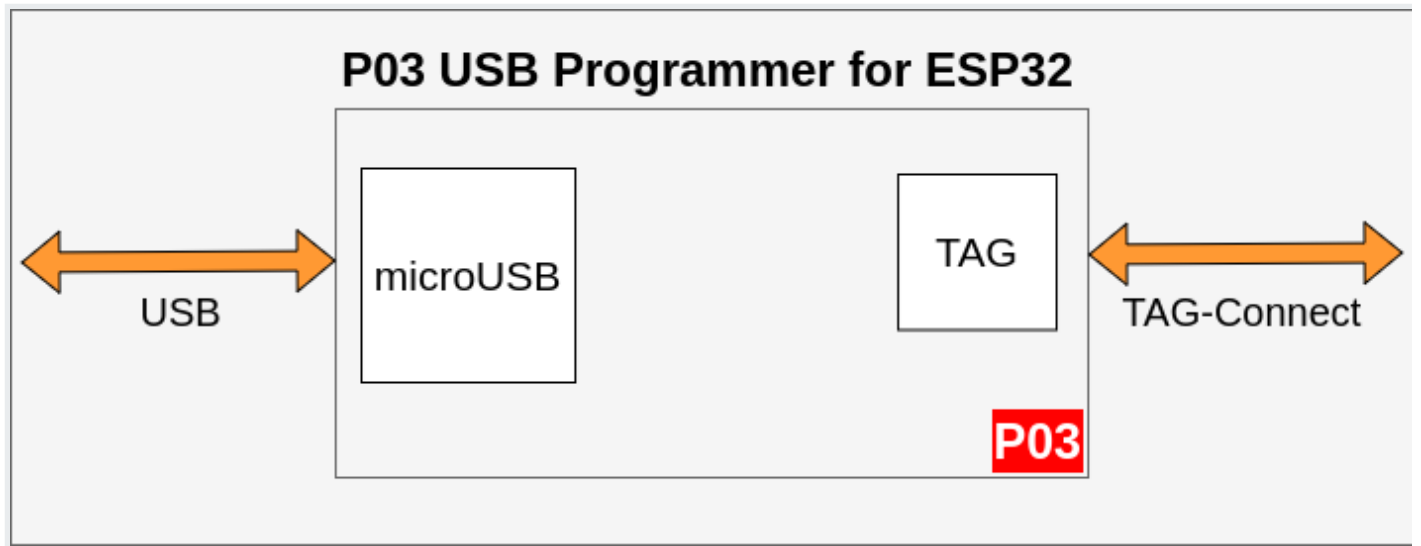 P03 USB Programmer for ESP32
microUSB
TAG
USB
TAG-Connect
P03